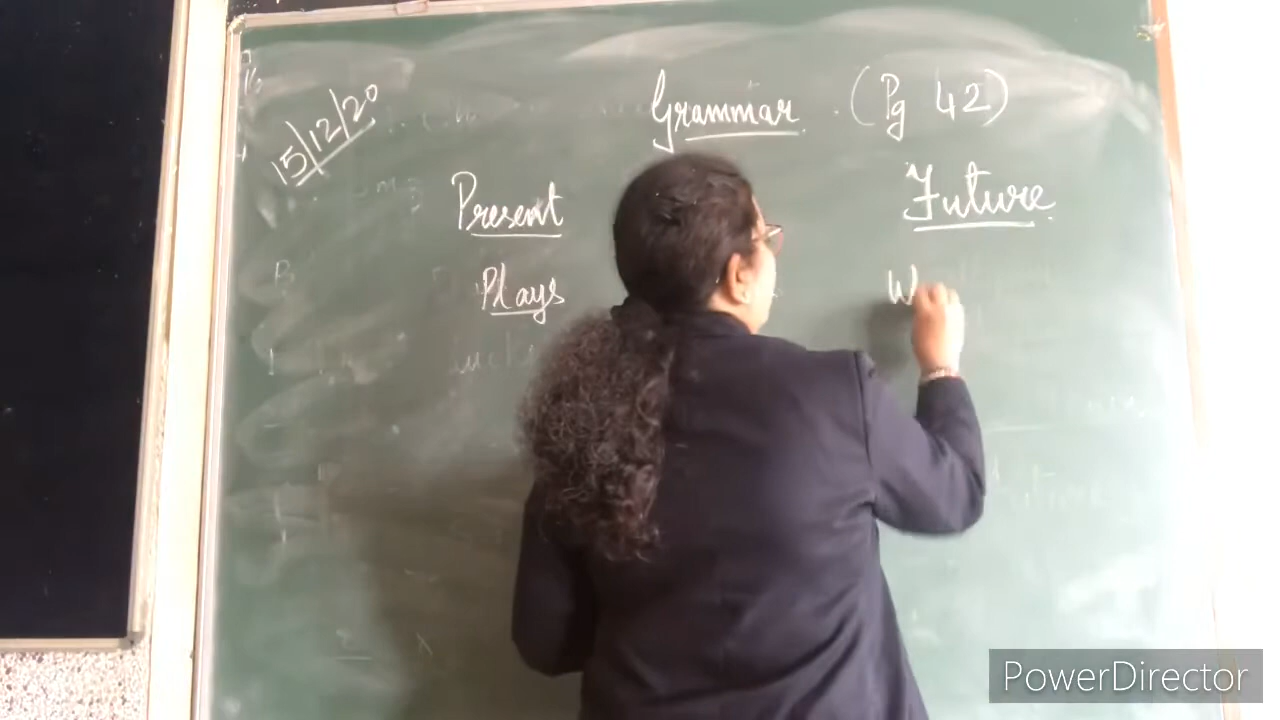 15/12/20
Grammar (Pg 42)
Present Future
Plays W
PowerDirector